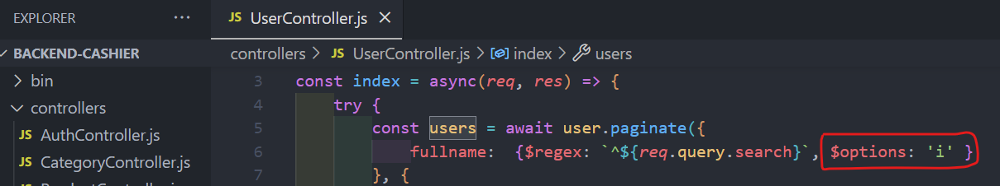 EXPLORER ···
JS UserController.js ×
BACKEND-CASHIER
controllers > JS UserController.js > index > users
> bin
controllers
JS AuthController.js
JS CategoryController.js
3 const index = async(req, res) => {
4 try {
5 const users = await user.paginate({
6 fullname: {$regex: `^${req.query.search}`, $options: 'i' }
7 }, {